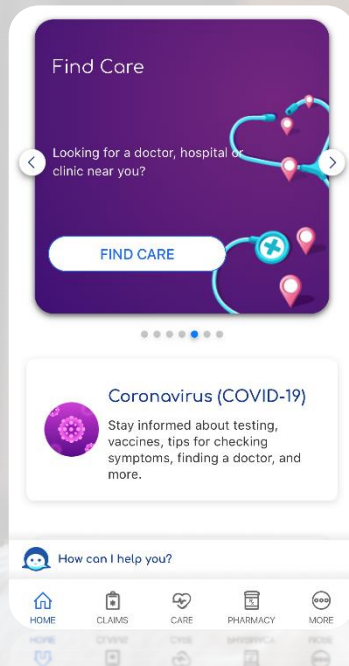 Find Care
Looking for a doctor, hospital or
clinic near you?
FIND CARE
Coronavirus (COVID-19)
Stay informed about testing,
vaccines, tips for checking
symptoms, finding a doctor, and
more.
How can I help you?
HOME CLAIMS CARE PHARMACY MORE